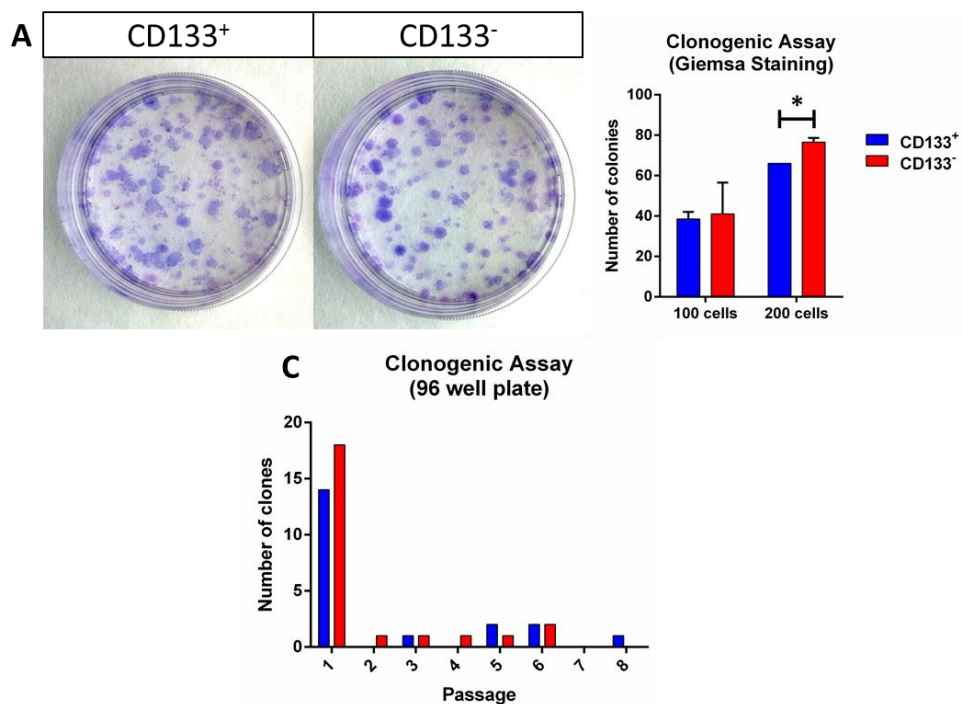 A
CD133⁺
CD133⁻
Clonogenic Assay
(Giemsa Staining)
Number of colonies
100
80
60
40
20
0
*
100 cells
200 cells
CD133⁺
CD133⁻
C
Clonogenic Assay
(96 well plate)
Number of clones
20
15
10
5
0
1 2 3 4 5 6 7 8
Passage